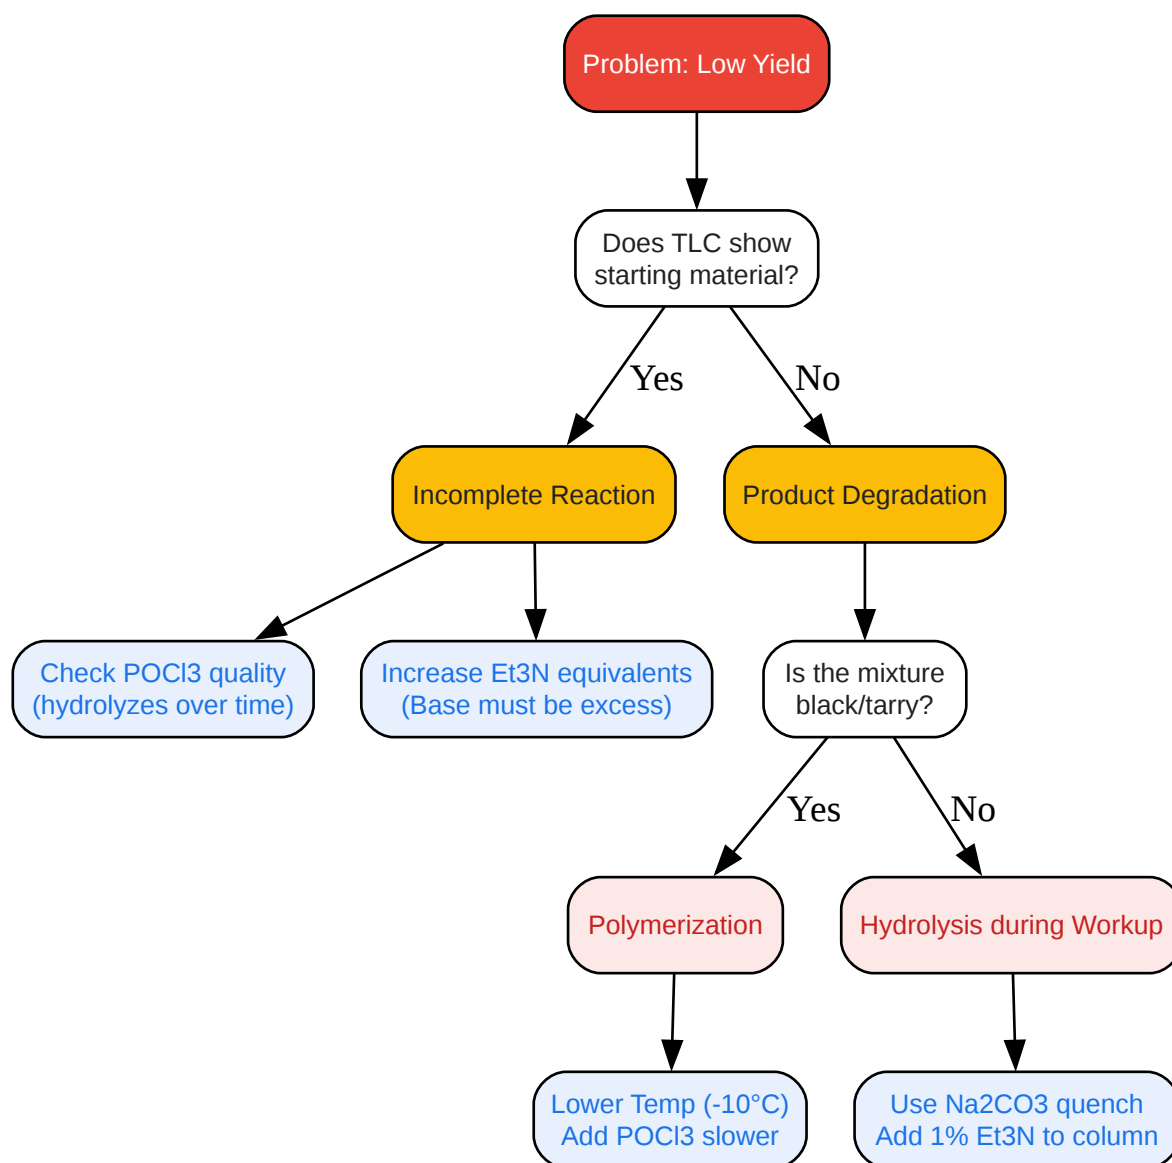 Problem: Low Yield
Does TLC show
starting material?
Yes
No
Incomplete Reaction
Product Degradation
Check POCl3 quality
(hydrolyzes over time)
Increase Et3N equivalents
(Base must be excess)
Is the mixture
black/tarry?
Yes
No
Polymerization
Hydrolysis during Workup
Lower Temp (-10°C)
Add POCl3 slower
Use Na2CO3 quench
Add 1% Et3N to column